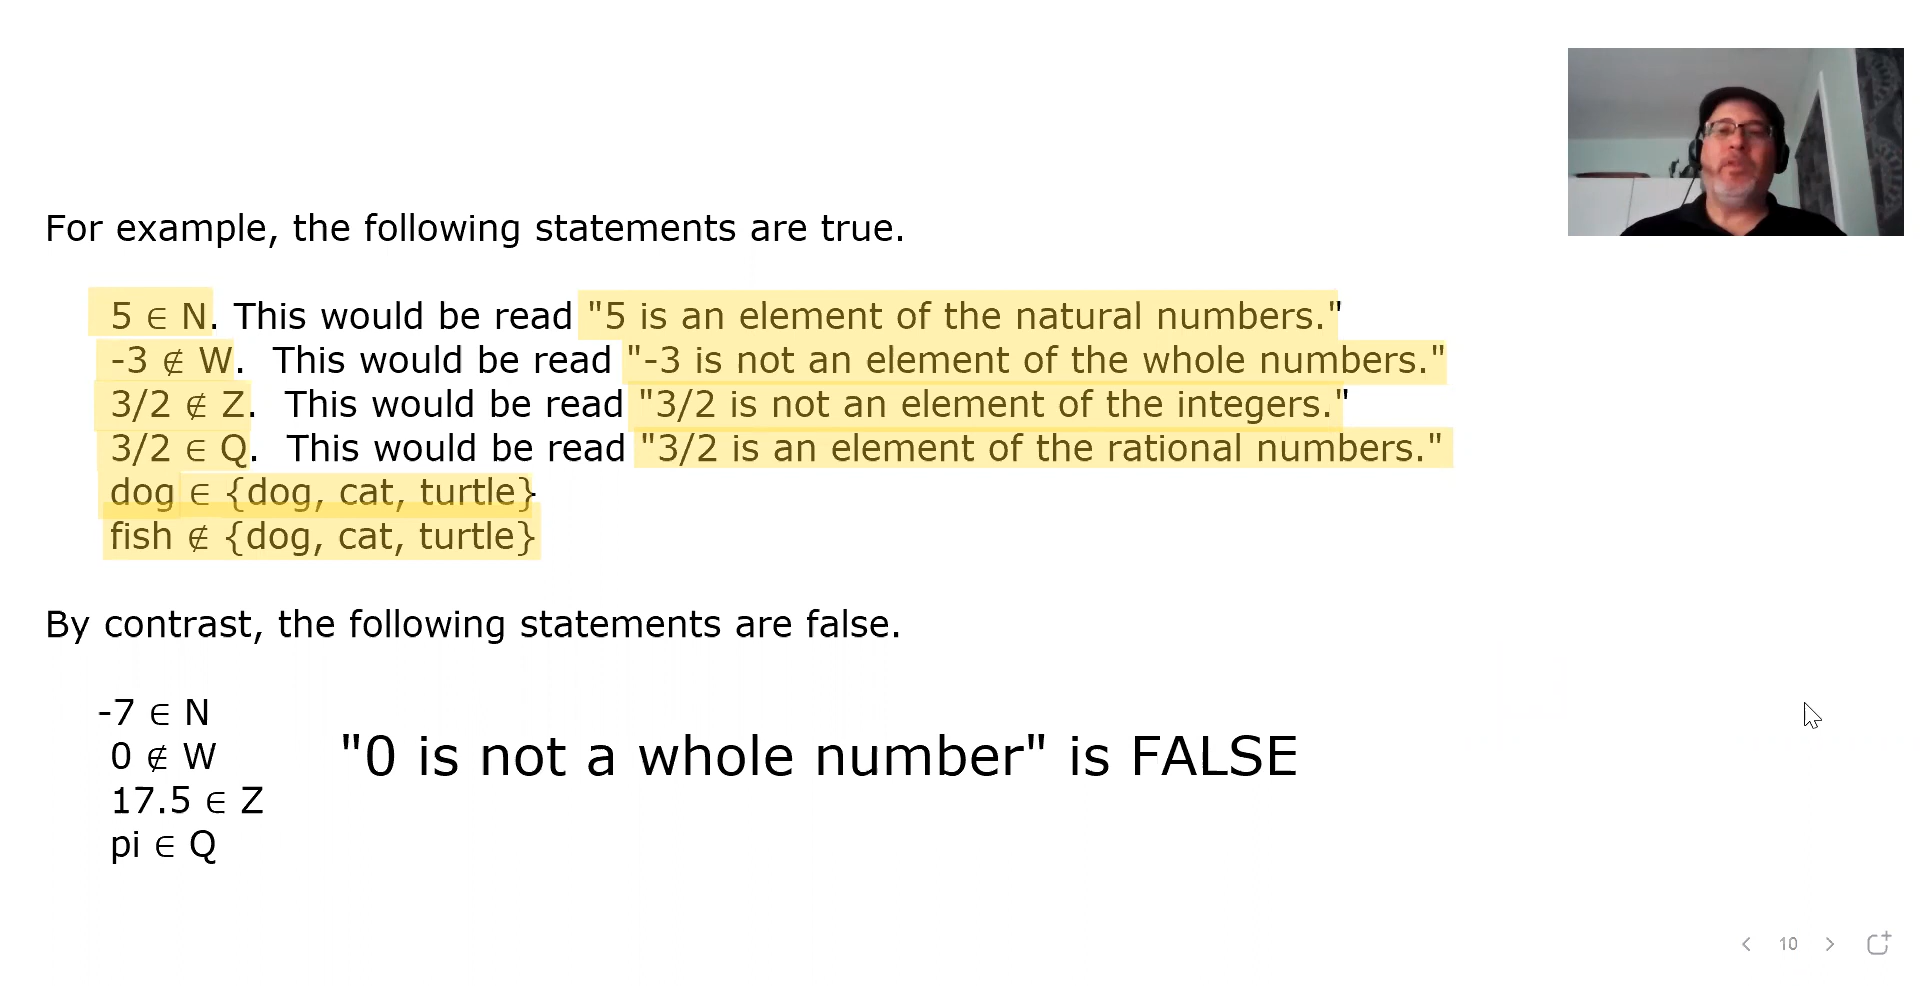 For example, the following statements are true.
5 ∈ N. This would be read "5 is an element of the natural numbers."
-3 ∉ W.  This would be read "-3 is not an element of the whole numbers."
3/2 ∉ Z.  This would be read "3/2 is not an element of the integers."
3/2 ∈ Q.  This would be read "3/2 is an element of the rational numbers."
dog ∈ {dog, cat, turtle}
fish ∉ {dog, cat, turtle}
By contrast, the following statements are false.
-7 ∈ N
0 ∉ W
"0 is not a whole number" is FALSE
17.5 ∈ Z
pi ∈ Q
10